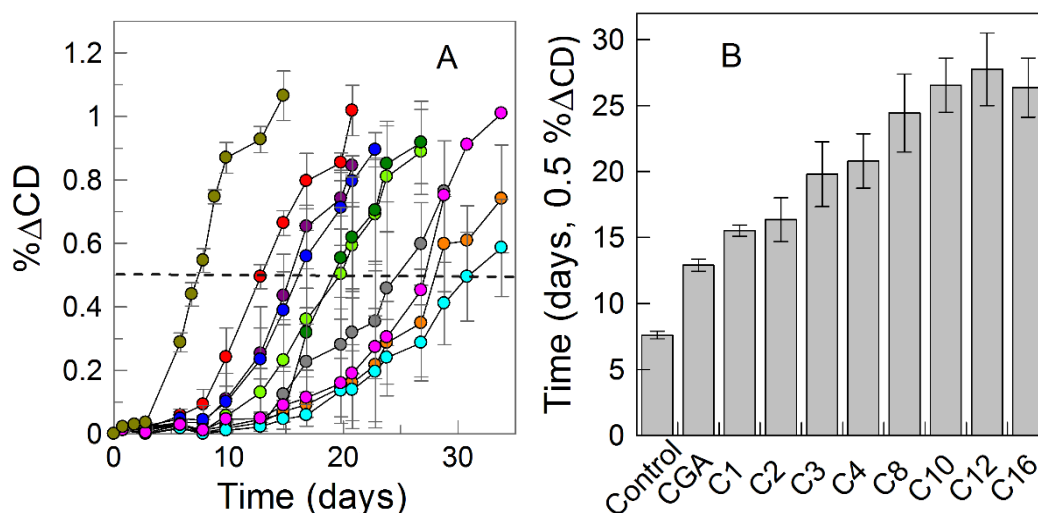 A
%ΔCD
1.2
1
0.8
0.6
0.4
0.2
0
0 10 20 30
Time (days)
B
Time (days, 0.5 %ΔCD)
30
25
20
15
10
5
0
Control CGA C1 C2 C3 C4 C8 C10 C12 C16